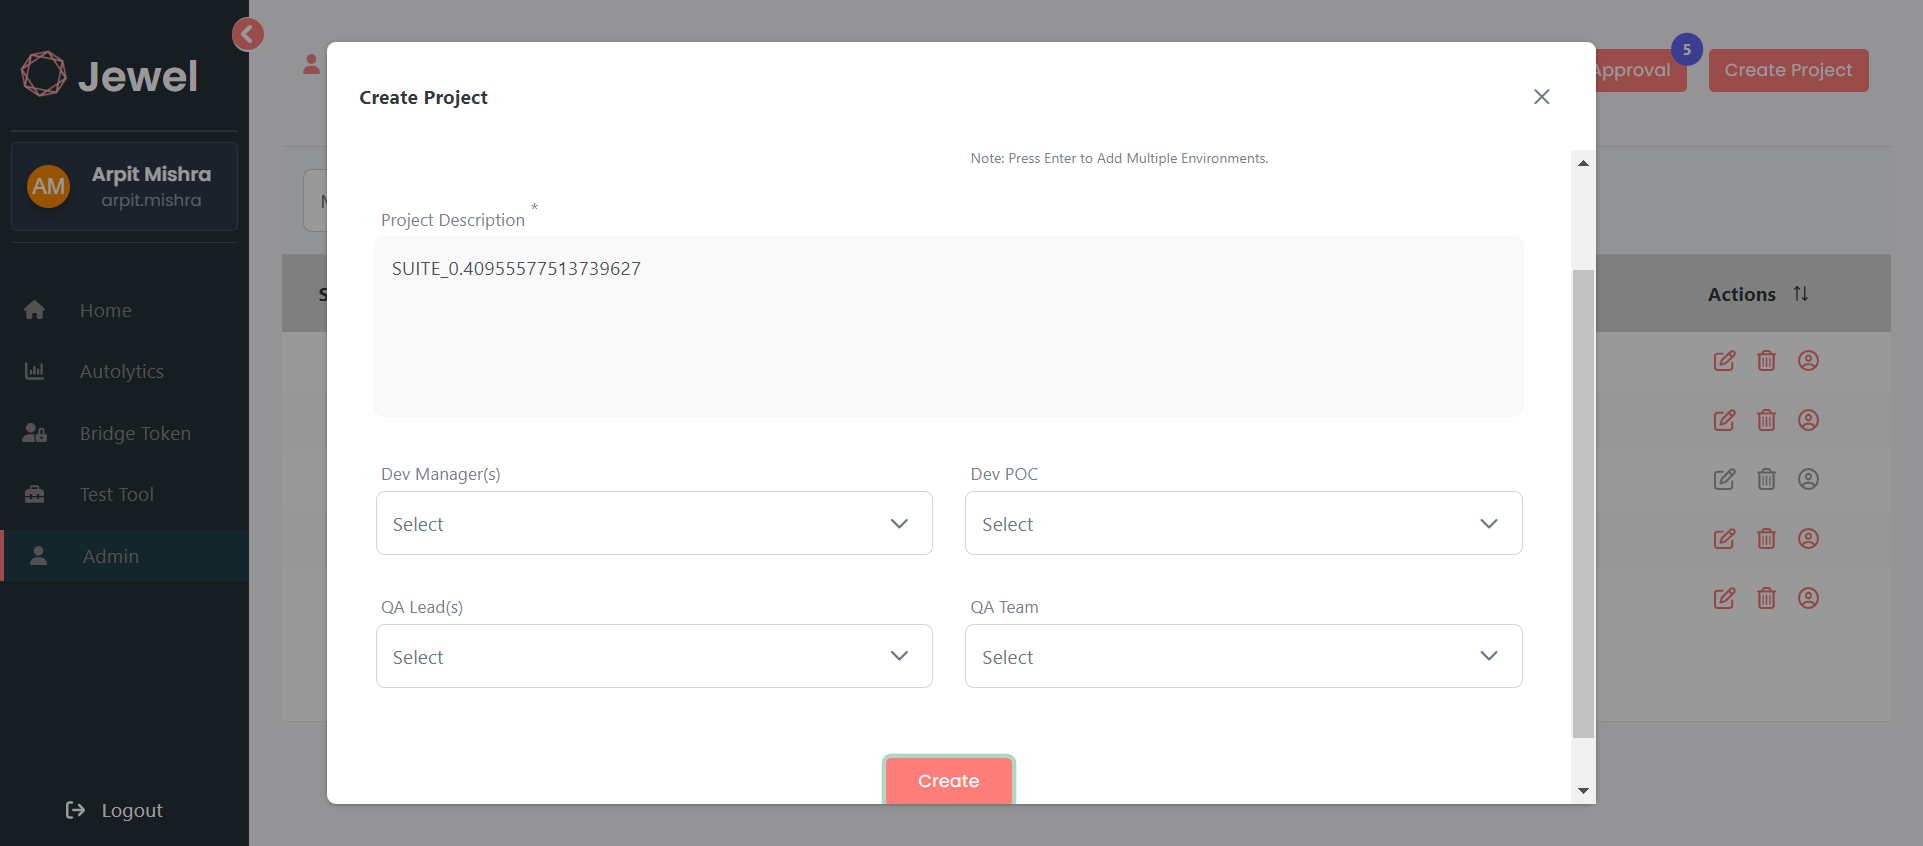 Jewel
AM
Arpit Mishra
arpit.mishra
Home
Autolytics
Bridge Token
Test Tool
Admin
Logout
Approval
5
Create Project
Create Project
Note: Press Enter to Add Multiple Environments.
Project Description *
SUITE_0.40955577513739627
Dev Manager(s)
Dev POC
Select
Select
QA Lead(s)
QA Team
Select
Select
Create
Actions